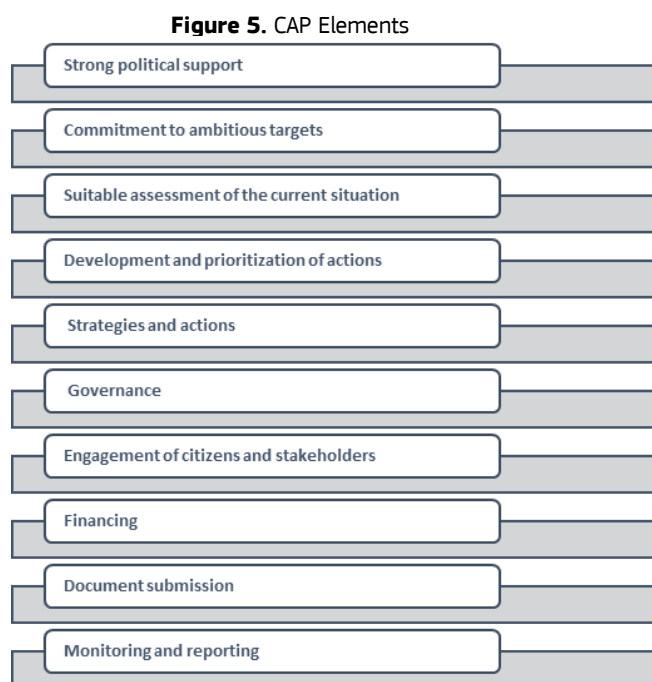 Figure 5. CAP Elements
Strong political support
Commitment to ambitious targets
Suitable assessment of the current situation
Development and prioritization of actions
Strategies and actions
Governance
Engagement of citizens and stakeholders
Financing
Document submission
Monitoring and reporting